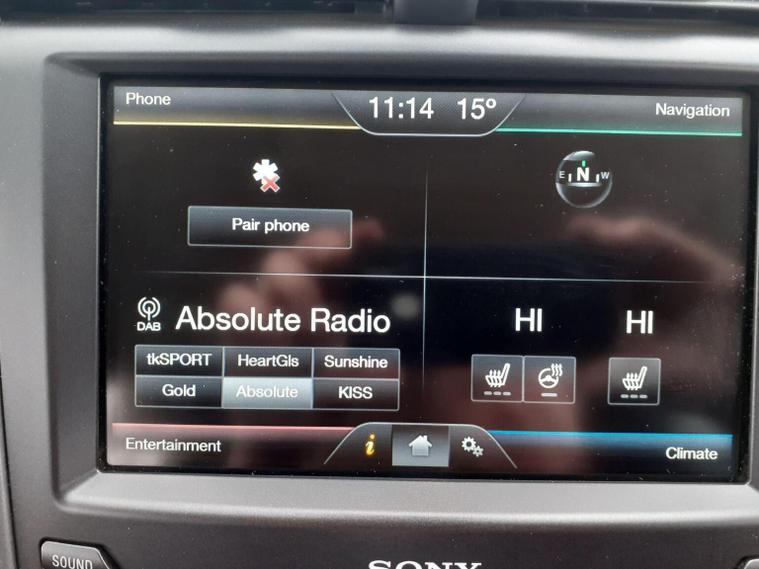 Phone
11:14 15°
Navigation
E N W
Pair phone
DAB
Absolute Radio
HI
HI
tkSPORT
HeartGls
Sunshine
Gold
Absolute
KISS
Entertainment
i
Climate
SOUND
SONY